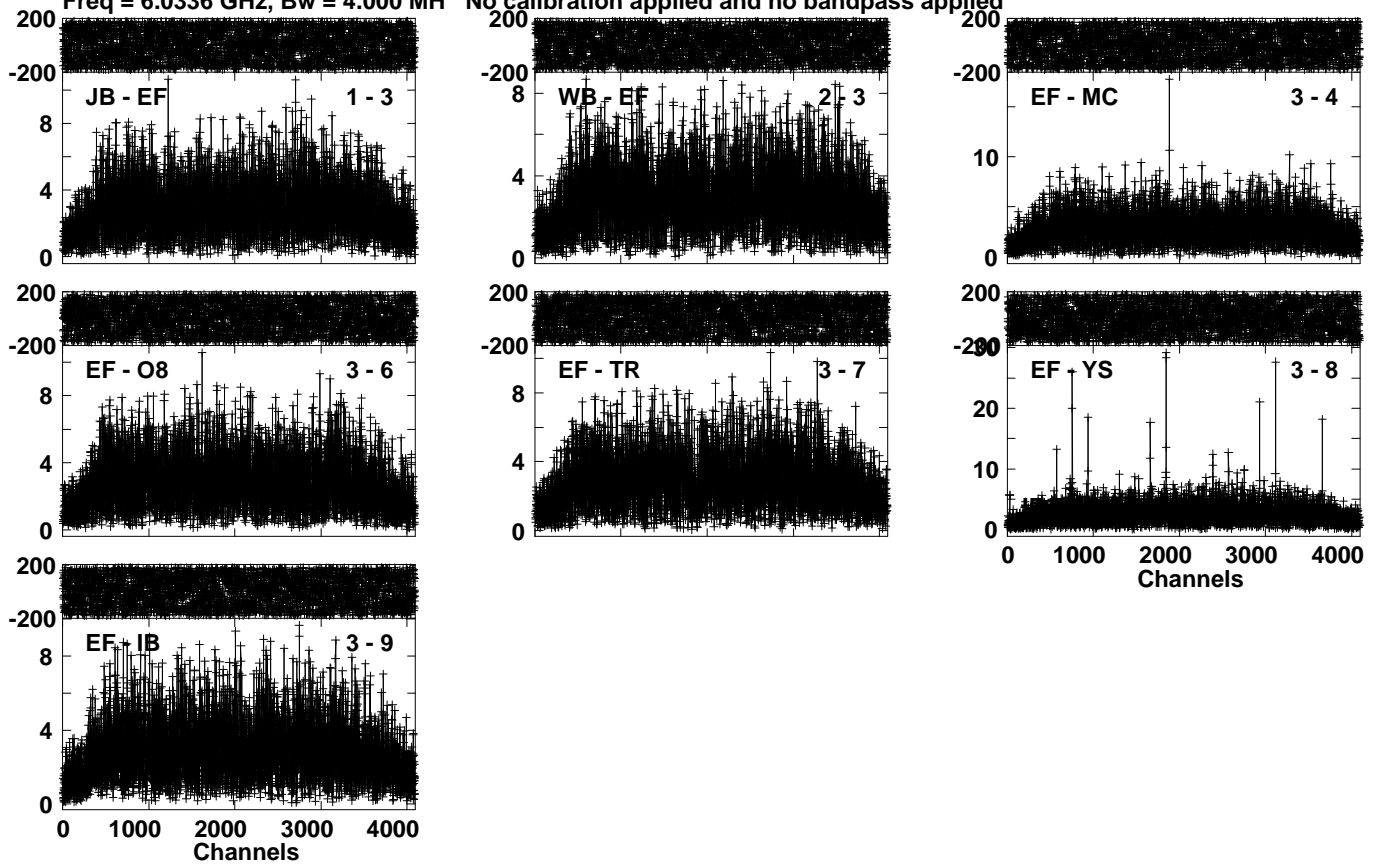 Freq = 6.0336 GHz, Bw = 4.000 MH No calibration applied and no bandpass applied
200
-200
JB - EF 1 - 3
8
4
0
200
-200
WB - EF 2 - 3
8
4
0
200
-200
EF - MC 3 - 4
10
0
200
-200
EF - O8 3 - 6
8
4
0
200
-200
EF - TR 3 - 7
8
4
0
200
-200
30
EF - YS 3 - 8
20
10
0
0 1000 2000 3000 4000
Channels
200
-200
EF - IB 3 - 9
8
4
0
0 1000 2000 3000 4000
Channels